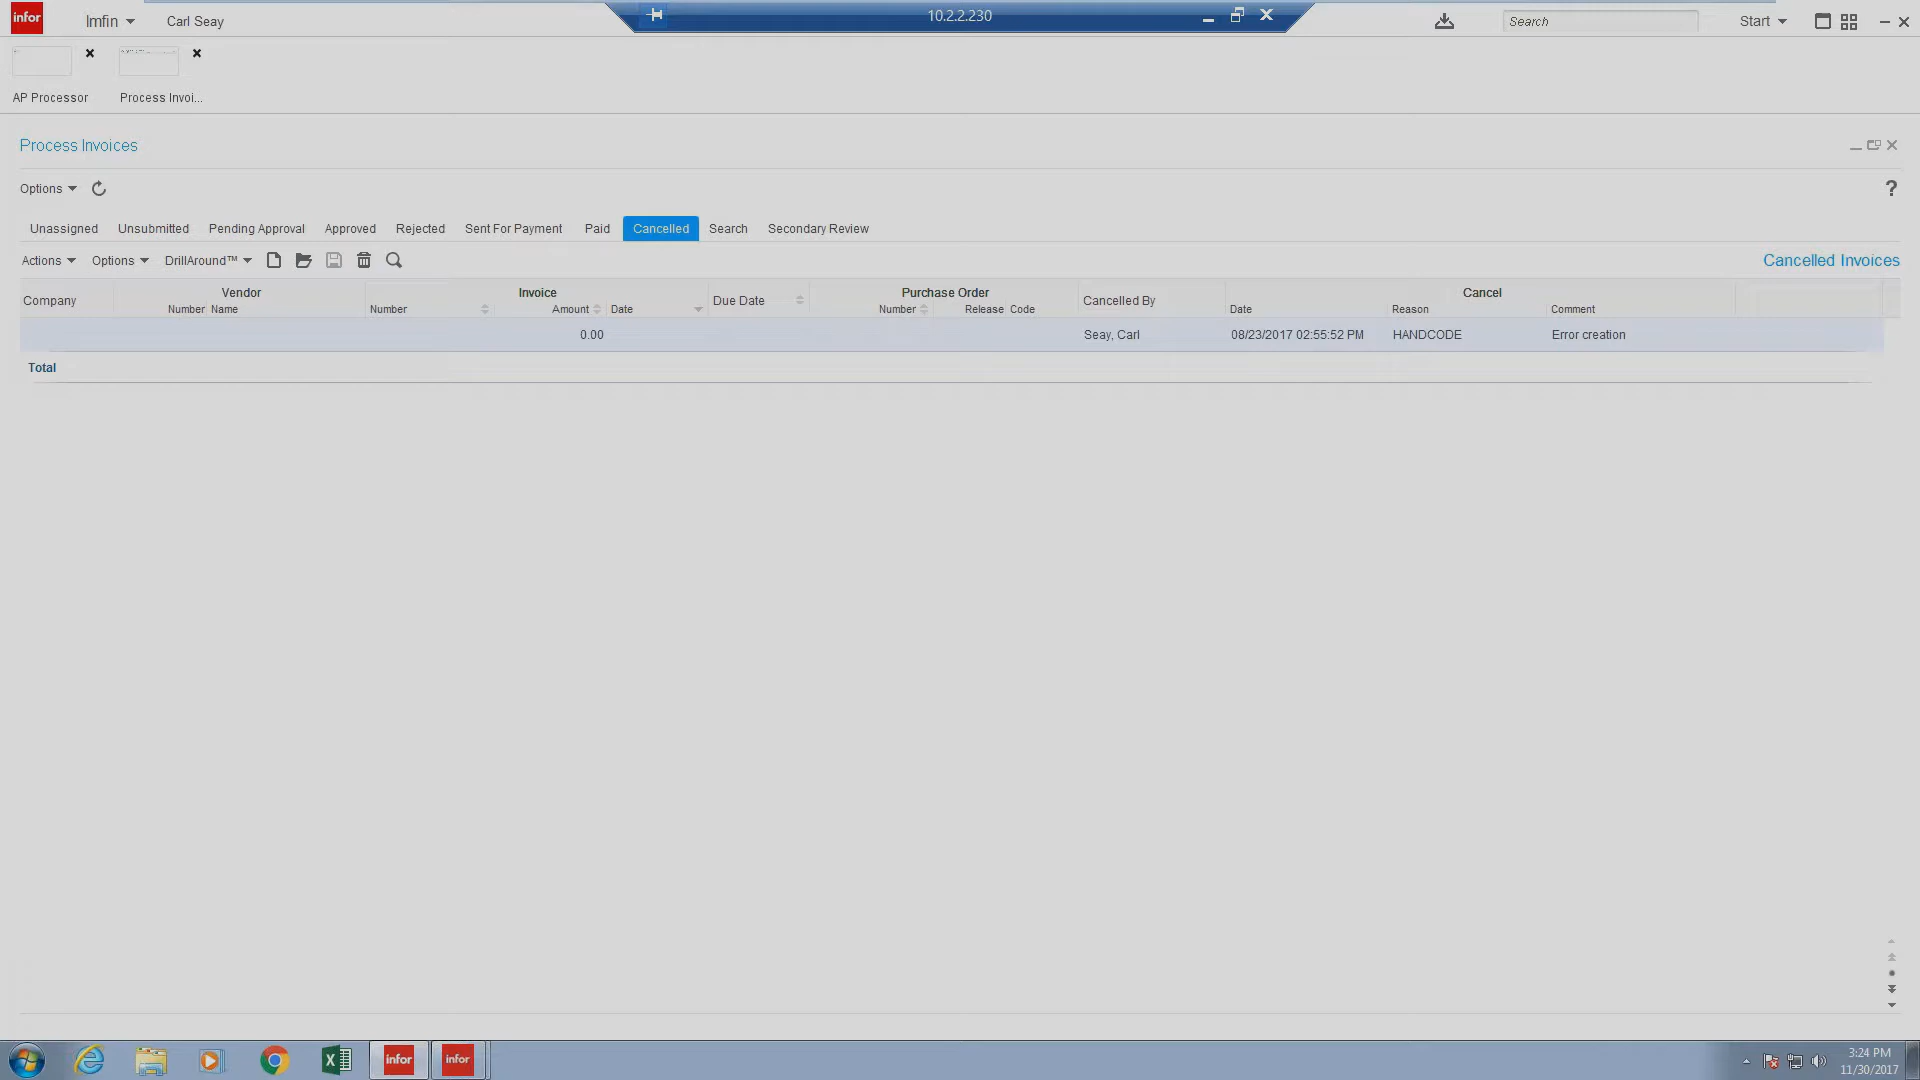 infor Imfin Carl Seay 10.2.2.230 Search Start
AP Processor Process Invoi...
Process Invoices
Options ?
Unassigned Unsubmitted Pending Approval Approved Rejected Sent For Payment Paid Cancelled Search Secondary Review
Actions Options DrillAround™ Cancelled Invoices
Company Vendor Invoice Due Date Purchase Order Cancelled By Cancel
Number Name Number Amount Date Number Release Code Date Reason Comment
0.00 Seay, Carl 08/23/2017 02:55:52 PM HANDCODE Error creation
Total
infor infor 3:24 PM
11/30/2017